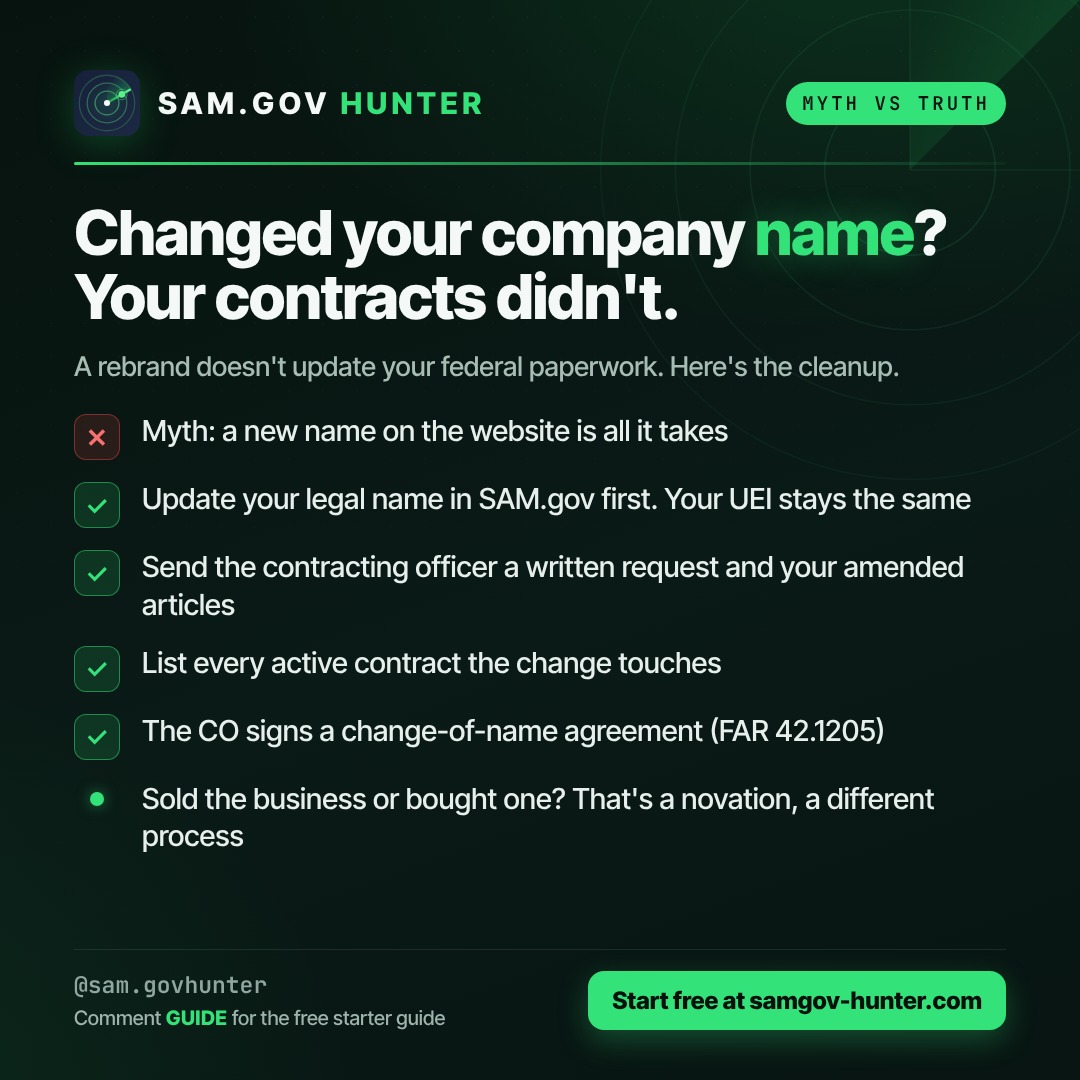 SAM.GOV HUNTER
MYTH VS TRUTH
Changed your company name?
Your contracts didn't.
A rebrand doesn't update your federal paperwork. Here's the cleanup.
Myth: a new name on the website is all it takes
Update your legal name in SAM.gov first. Your UEI stays the same
Send the contracting officer a written request and your amended
articles
List every active contract the change touches
The CO signs a change-of-name agreement (FAR 42.1205)
Sold the business or bought one? That's a novation, a different
process
@sam.govhunter
Comment GUIDE for the free starter guide
Start free at samgov-hunter.com